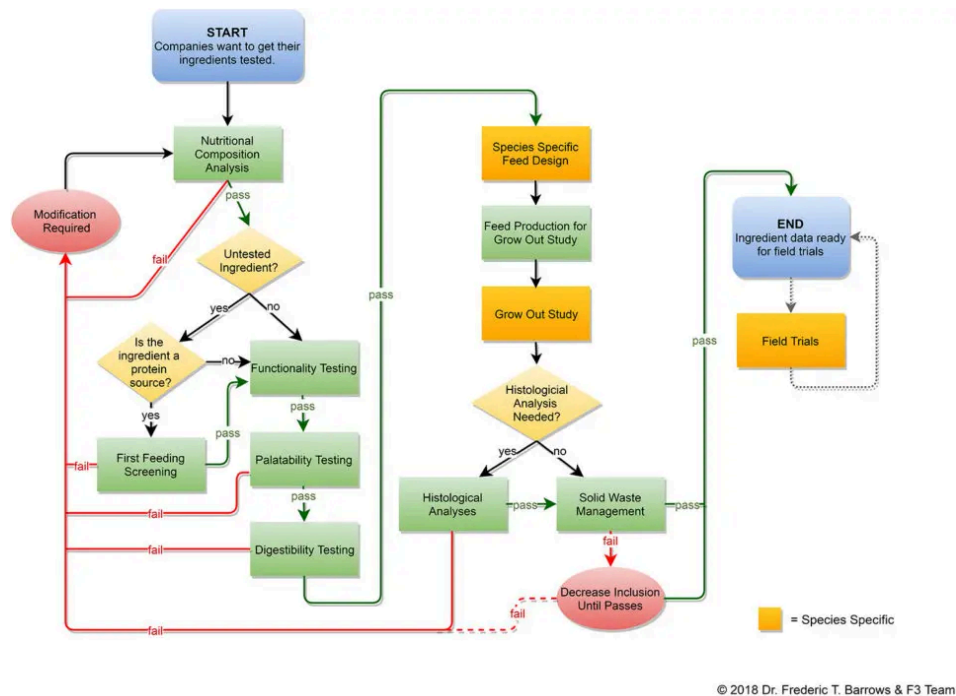 START
Companies want to get their
ingredients tested.
Nutritional
Composition
Analysis
pass
Modification
Required
fail
Untested
Ingredient?
yes
no
Is the
ingredient a
protein
source?
no
Functionality Testing
yes
pass
pass
First Feeding
Screening
fail
Palatability Testing
fail
pass
Digestibility Testing
fail
pass
Species Specific
Feed Design
Feed Production for
Grow Out Study
Grow Out Study
Histologicial
Analysis
Needed?
yes
no
Histological
Analyses
pass
Solid Waste
Management
pass
fail
Decrease Inclusion
Until Passes
fail
fail
pass
END
Ingredient data ready
for field trials
Field Trials
= Species Specific
© 2018 Dr. Frederic T. Barrows & F3 Team